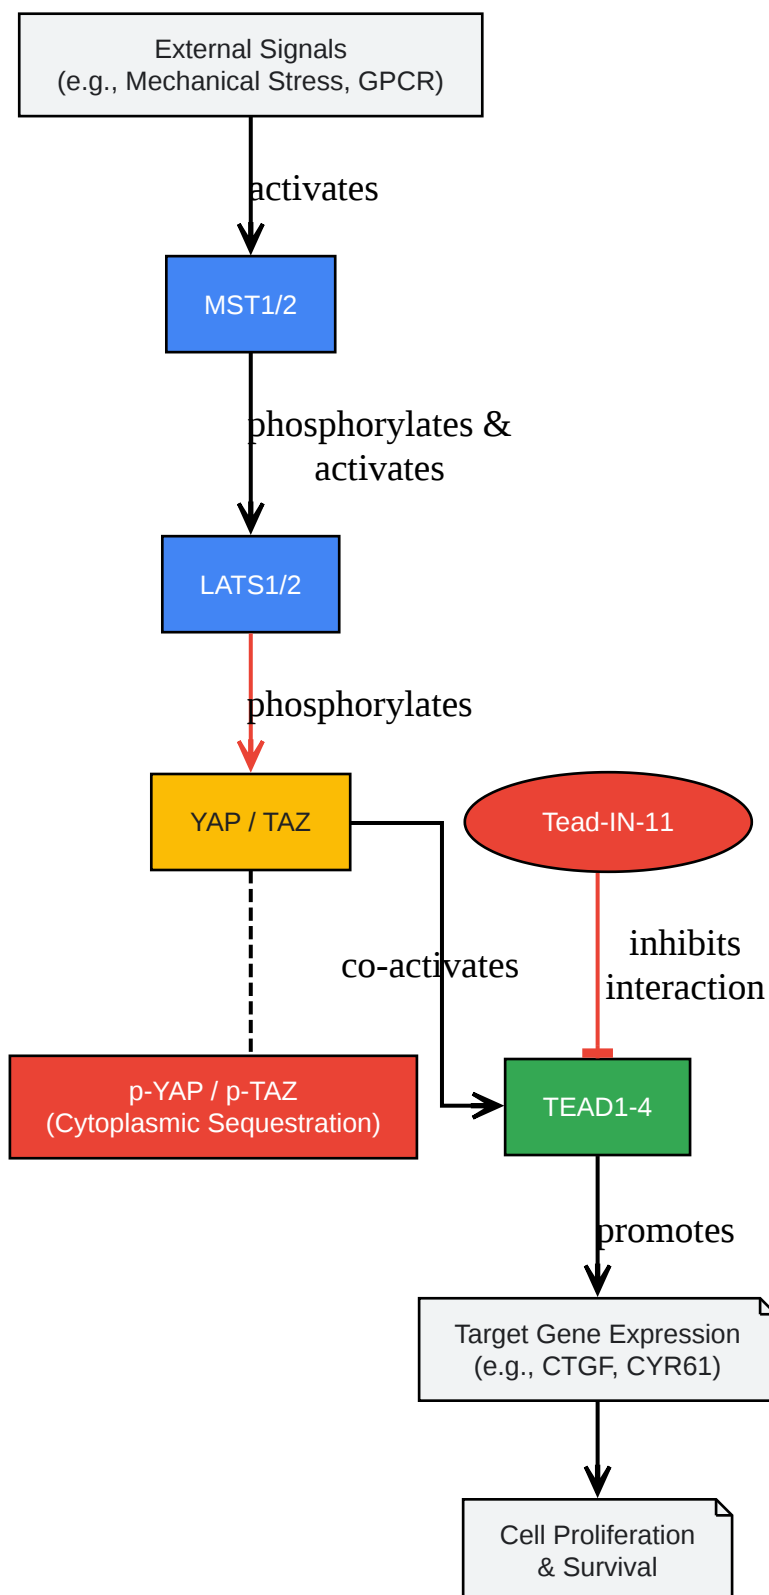 External Signals
(e.g., Mechanical Stress, GPCR)
activates
MST1/2
phosphorylates &
activates
LATS1/2
phosphorylates
YAP / TAZ
Tead-IN-11
co-activates
inhibits
interaction
p-YAP / p-TAZ
(Cytoplasmic Sequestration)
TEAD1-4
promotes
Target Gene Expression
(e.g., CTGF, CYR61)
Cell Proliferation
& Survival